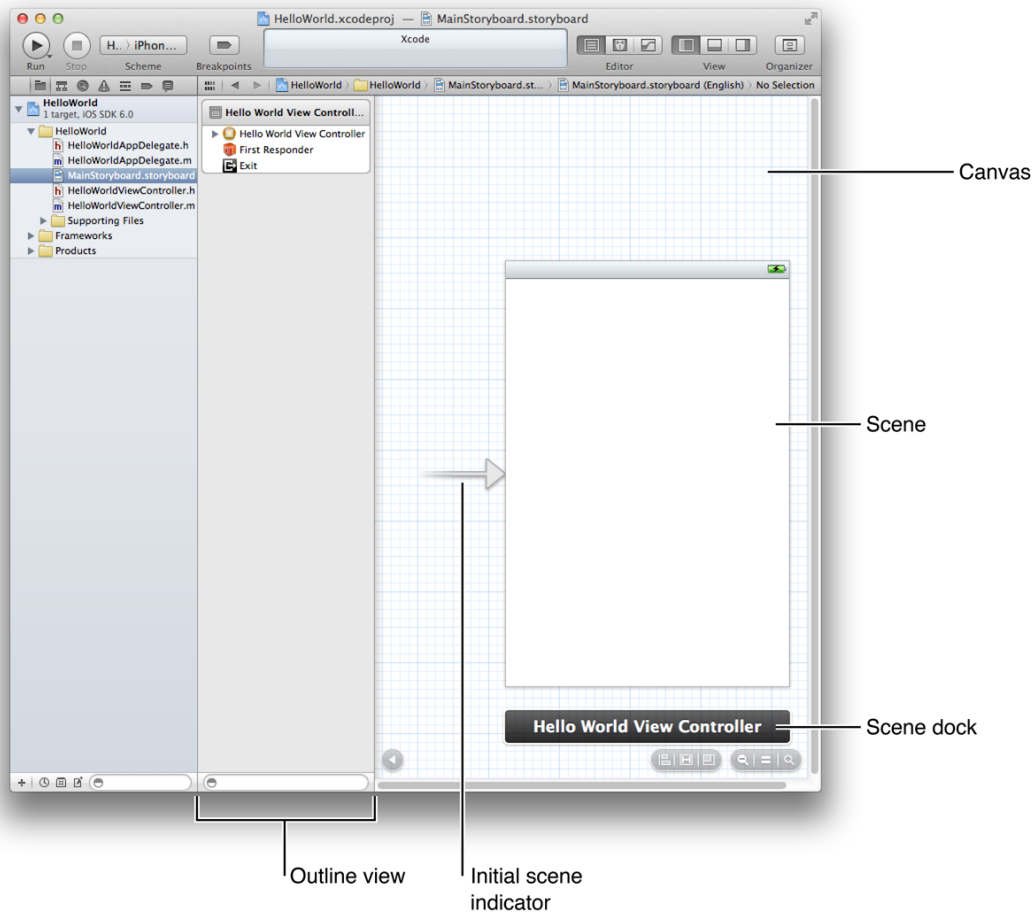 HelloWorld.xcodeproj — MainStoryboard.storyboard
H.. › iPhon...
Xcode
Run Stop Scheme Breakpoints Editor View Organizer
HelloWorld › HelloWorld › MainStoryboard.st... › MainStoryboard.storyboard (English) › No Selection
HelloWorld
1 target, iOS SDK 6.0
HelloWorld
h HelloWorldAppDelegate.h
m HelloWorldAppDelegate.m
MainStoryboard.storyboard
h HelloWorldViewController.h
m HelloWorldViewController.m
Supporting Files
Frameworks
Products
Hello World View Controll...
Hello World View Controller
First Responder
Exit
Canvas
Scene
Hello World View Controller
Scene dock
Outline view
Initial scene
indicator